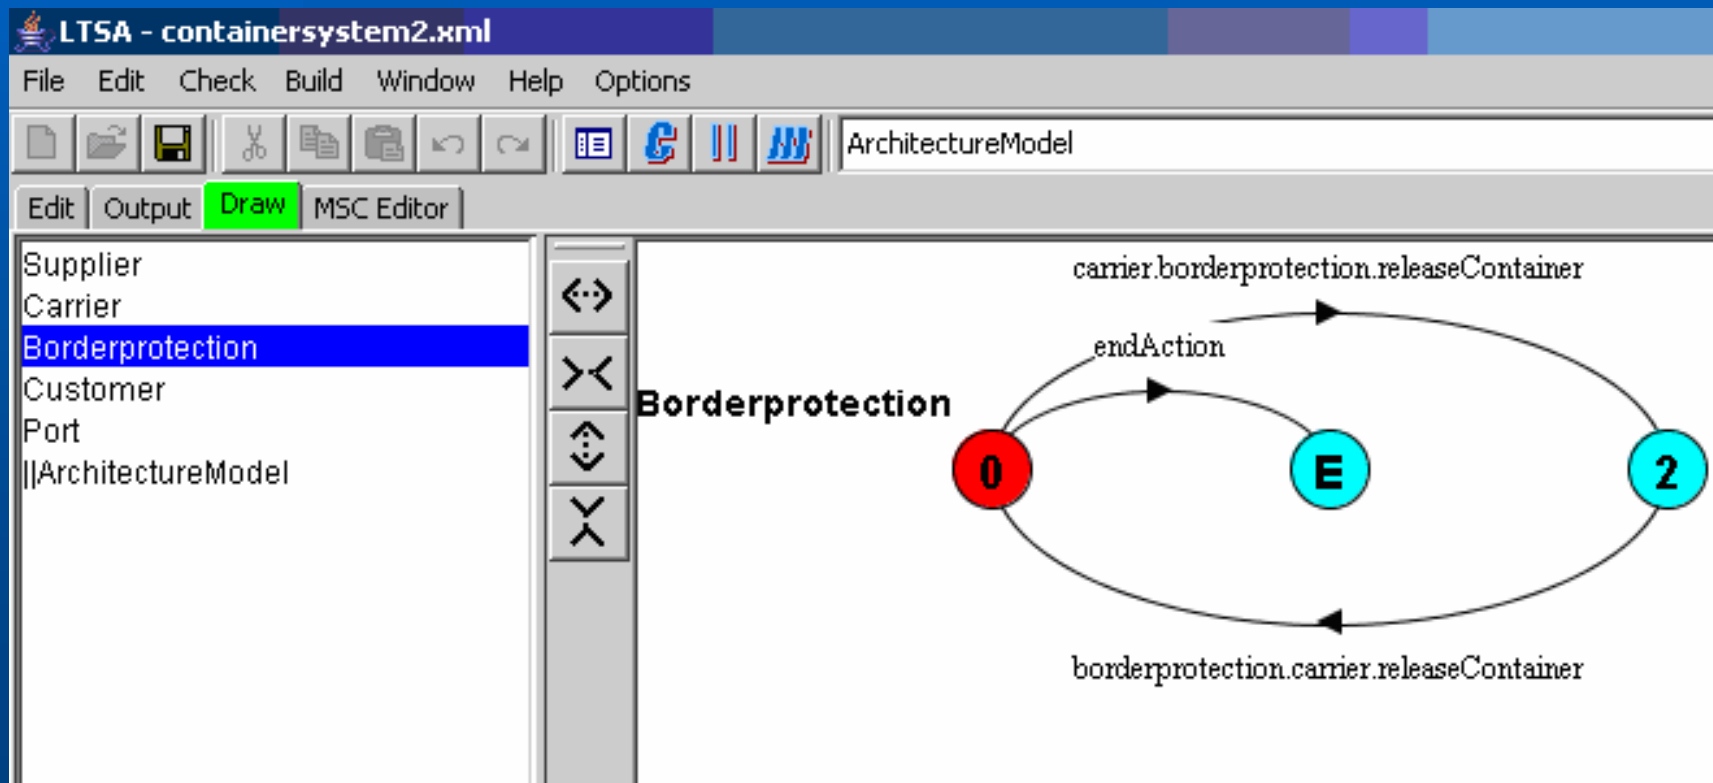 LTSA - containersystem2.xml
File Edit Check Build Window Help Options
ArchitectureModel
Edit Output Draw MSC Editor
Supplier
Carrier
Borderprotection
Customer
Port
||ArchitectureModel
carrier.borderprotection.releaseContainer
endAction
Borderprotection
0 E 2
borderprotection.carrier.releaseContainer